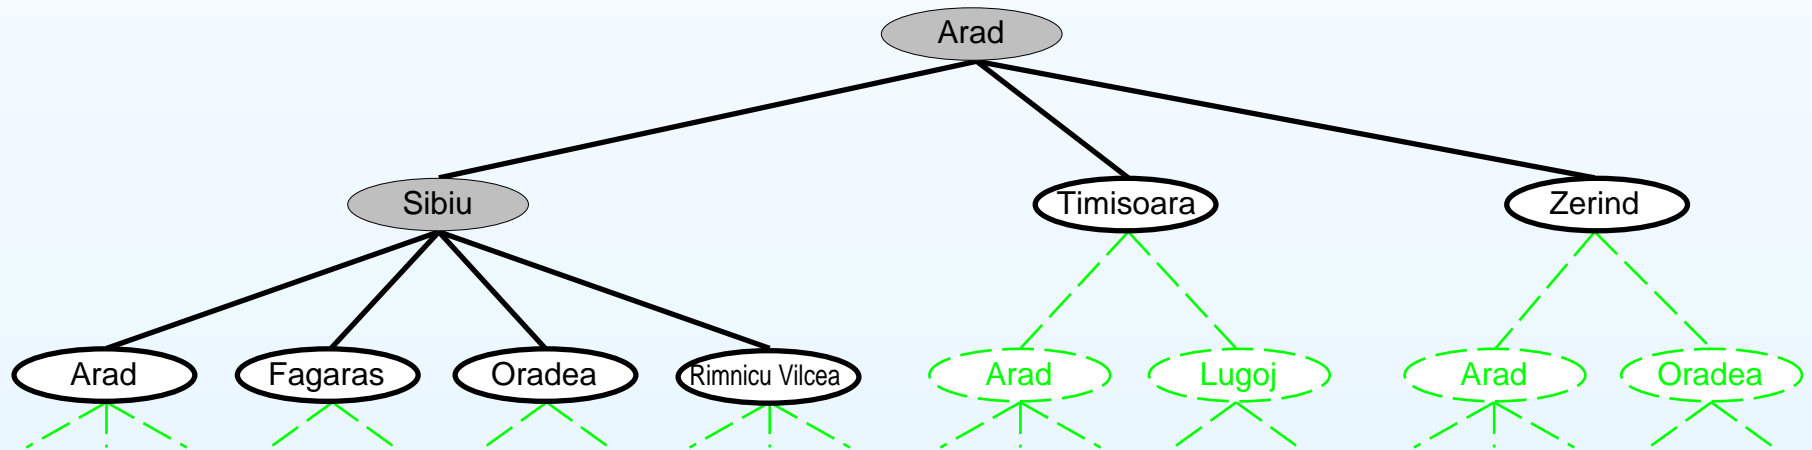 Arad
Sibiu
Timisoara
Zerind
Arad
Fagaras
Oradea
Rimnicu Vilcea
Arad
Lugoj
Arad
Oradea